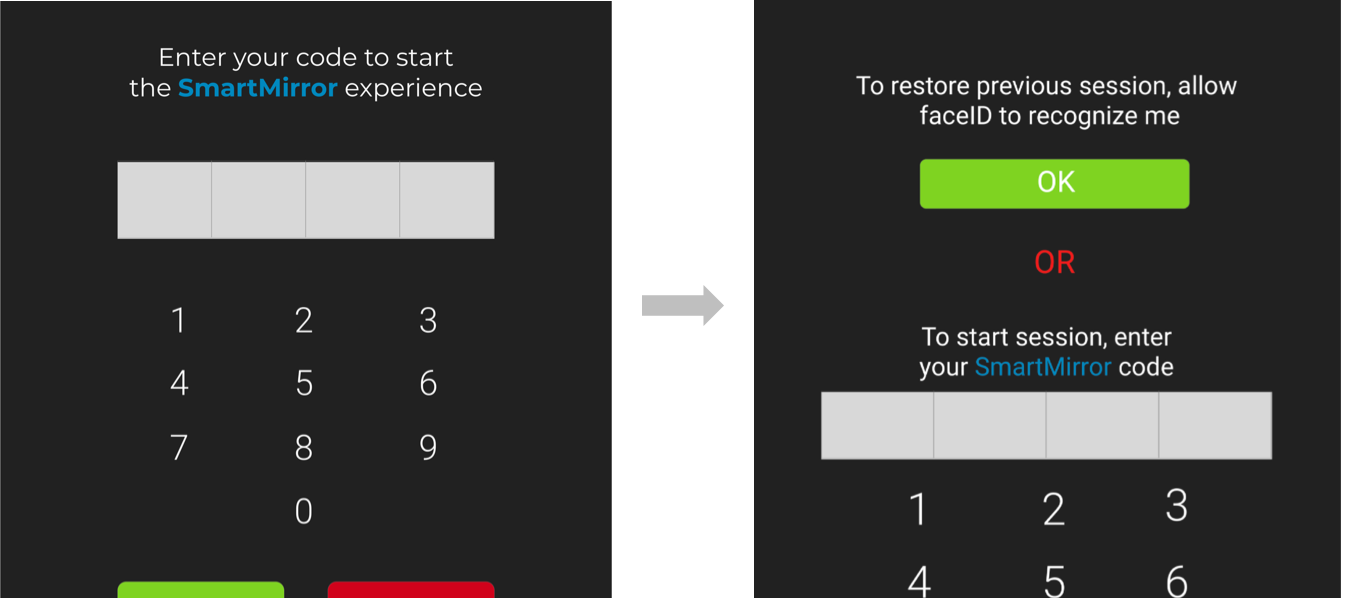 Enter your code to start
the SmartMirror experience
1 2 3
4 5 6
7 8 9
0
To restore previous session, allow
faceID to recognize me
OK
OR
To start session, enter
your SmartMirror code
1 2 3
4 5 6